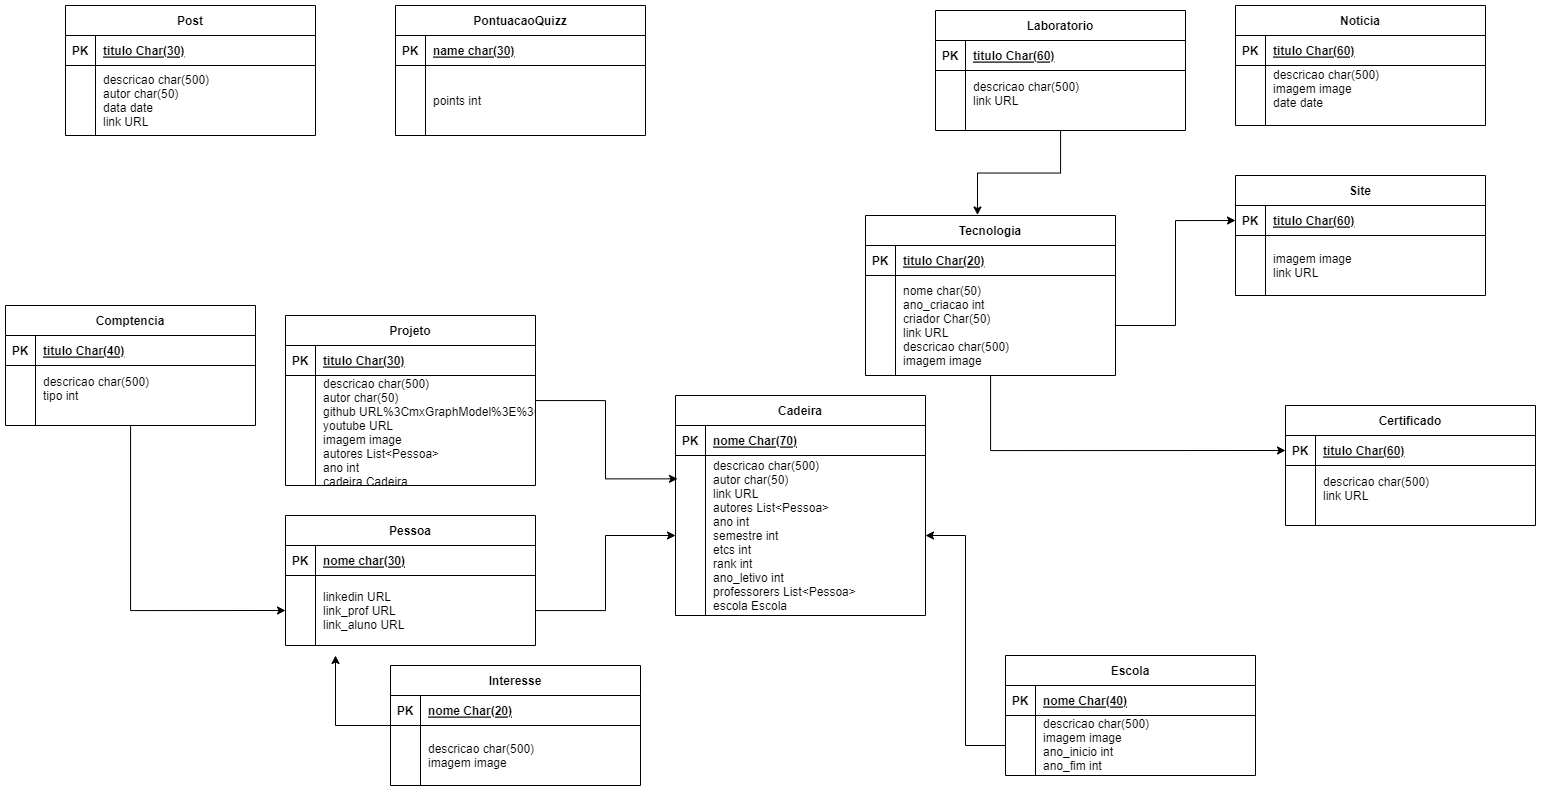 Post
PK titulo Char(30)
descricao char(500)
autor char(50)
data date
link URL
PontuacaoQuizz
PK name char(30)
points int
Laboratorio
PK titulo Char(60)
descricao char(500)
link URL
Noticia
PK titulo Char(60)
descricao char(500)
imagem image
date date
Site
PK titulo Char(60)
imagem image
link URL
Tecnologia
PK titulo Char(20)
nome char(50)
ano_criacao int
criador Char(50)
link URL
descricao char(500)
imagem image
Comptencia
PK titulo Char(40)
descricao char(500)
tipo int
Projeto
PK titulo Char(30)
descricao char(500)
autor char(50)
github URL%3CmxGraphModel%3E%3
youtube URL
imagem image
autores List<Pessoa>
ano int
cadeira Cadeira
Cadeira
PK nome Char(70)
descricao char(500)
autor char(50)
link URL
autores List<Pessoa>
ano int
semestre int
etcs int
rank int
ano_letivo int
professorers List<Pessoa>
escola Escola
Certificado
PK titulo Char(60)
descricao char(500)
link URL
Pessoa
PK nome char(30)
linkedin URL
link_prof URL
link_aluno URL
Interesse
PK nome Char(20)
descricao char(500)
imagem image
Escola
PK nome Char(40)
descricao char(500)
imagem image
ano_inicio int
ano_fim int